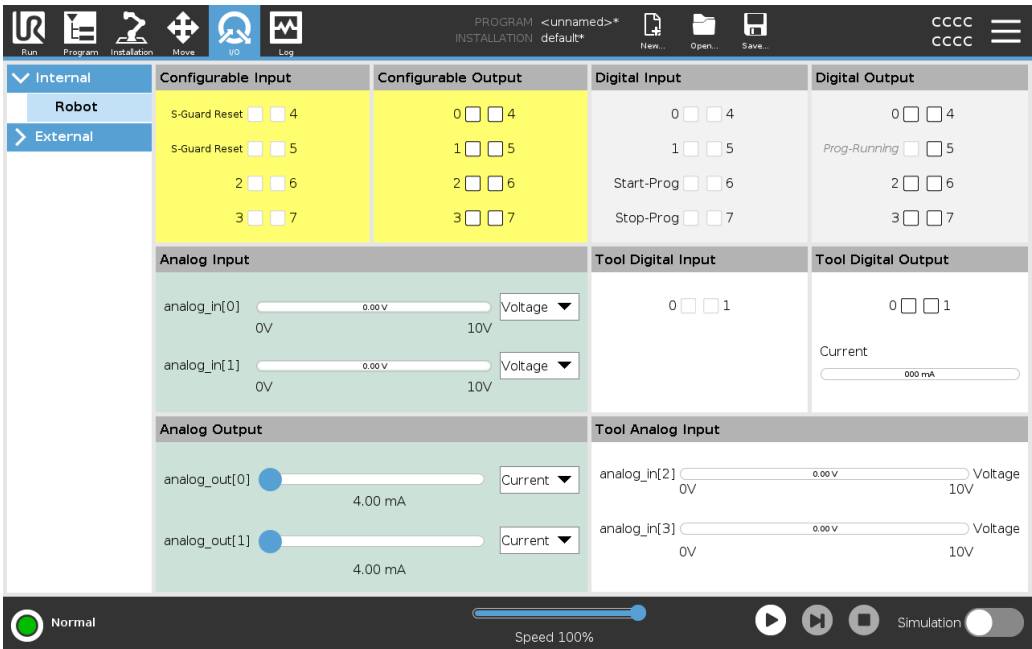 UR
PROGRAM <unnamed>*
INSTALLATION default*
Run Program Installation Move I/O Log
New... Open... Save...
CCCC
CCCC
Internal
Robot
External
Configurable Input
S-Guard Reset 4
S-Guard Reset 5
2 6
3 7
Configurable Output
0 4
1 5
2 6
3 7
Digital Input
0 4
1 5
Start-Prog 6
Stop-Prog 7
Digital Output
0 4
Prog-Running 5
2 6
3 7
Analog Input
analog_in[0] 0.00 V Voltage
0V 10V
analog_in[1] 0.00 V Voltage
0V 10V
Tool Digital Input
0 1
Tool Digital Output
0 1
Current
000 mA
Analog Output
analog_out[0] Current
4.00 mA
analog_out[1] Current
4.00 mA
Tool Analog Input
analog_in[2] 0.00 V Voltage
0V 10V
analog_in[3] 0.00 V Voltage
0V 10V
Normal
Speed 100%
Simulation